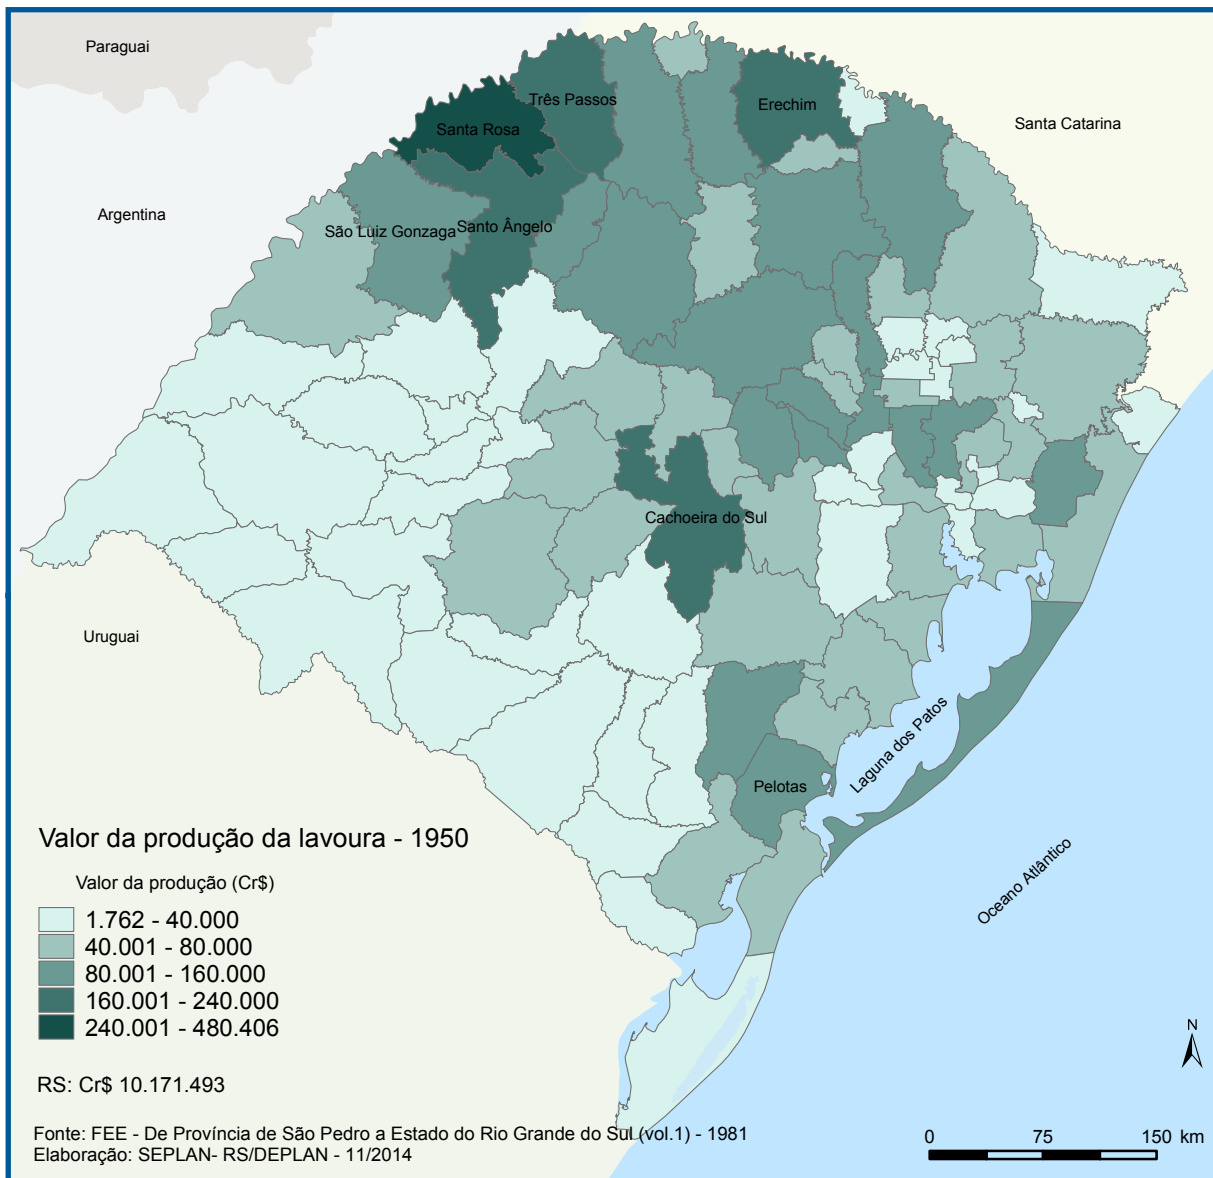 Paraguai
Três Passos
Erechim
Santa Rosa
Santa Catarina
Argentina
São Luiz Gonzaga
Santo Ângelo
Cachoeira do Sul
Uruguai
Laguna dos Patos
Pelotas
Oceano Atlântico
Valor da produção da lavoura - 1950
Valor da produção (Cr$)
1.762 - 40.000
40.001 - 80.000
80.001 - 160.000
160.001 - 240.000
240.001 - 480.406
RS: Cr$ 10.171.493
N
Fonte: FEE - De Província de São Pedro a Estado do Rio Grande do Sul (vol.1) - 1981
Elaboração: SEPLAN- RS/DEPLAN - 11/2014
0 75 150 km